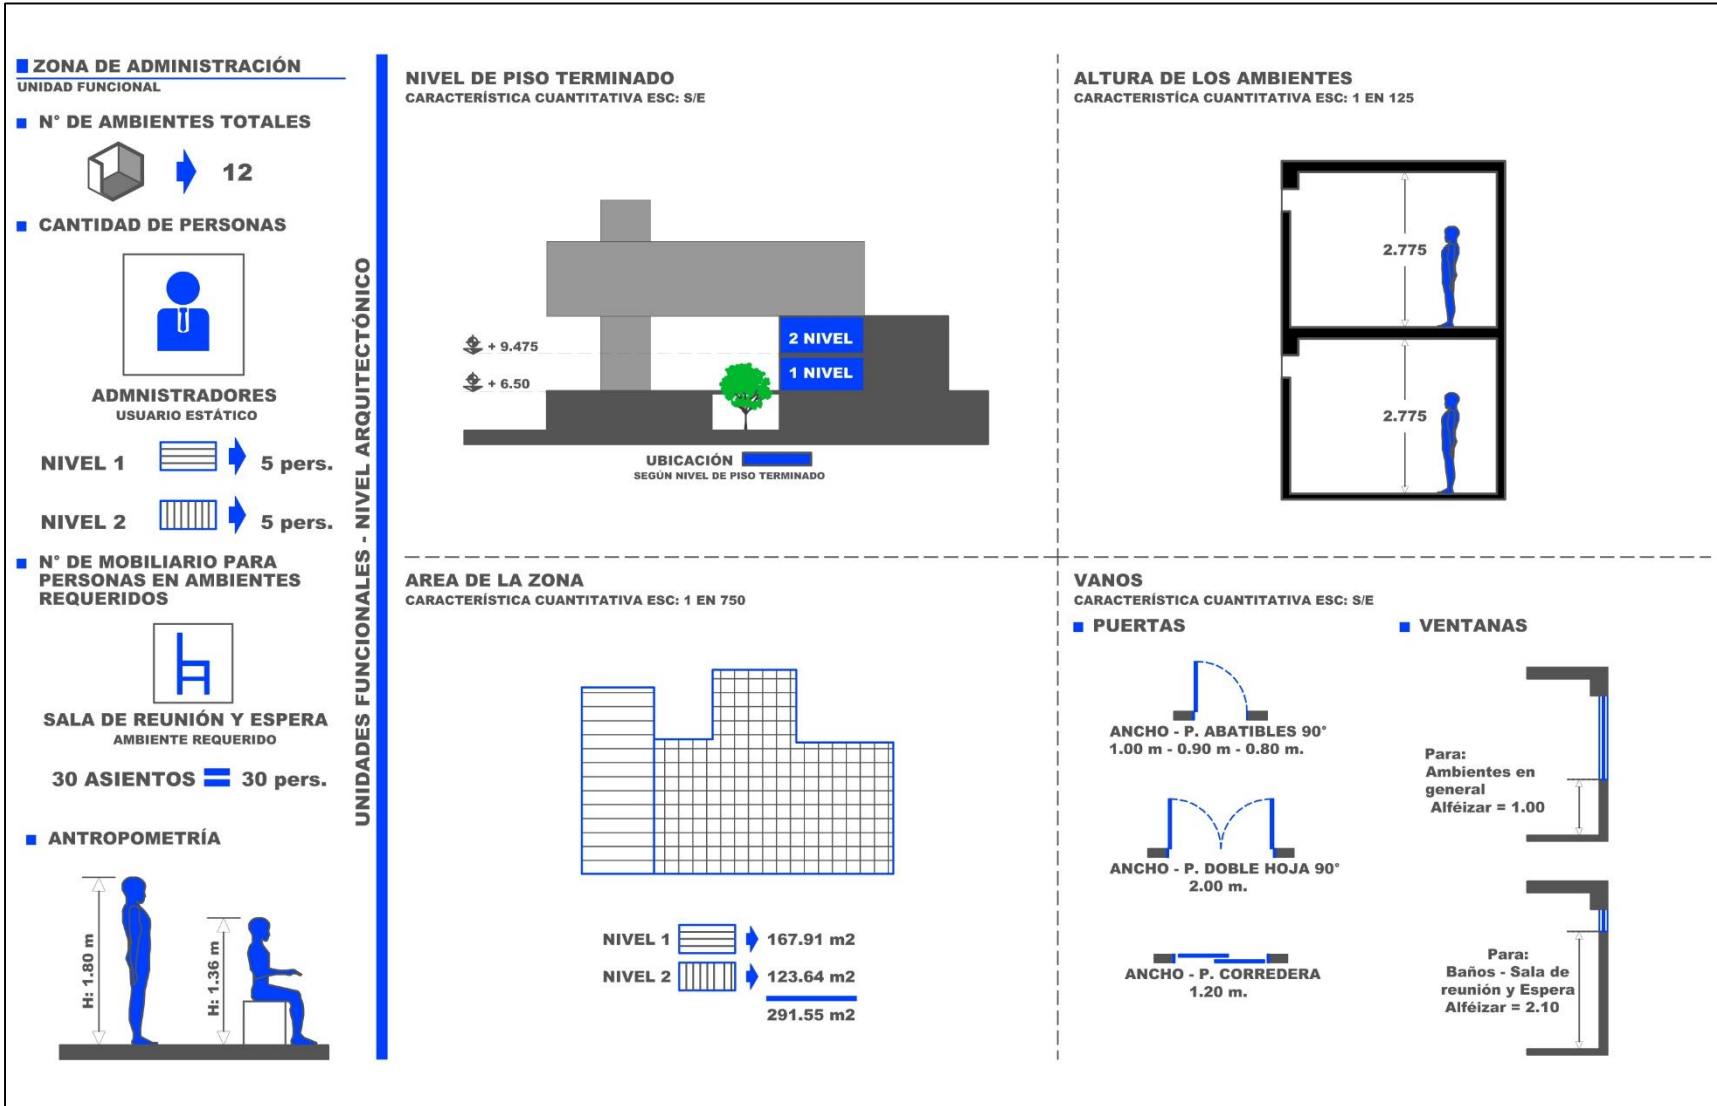 ZONA DE ADMINISTRACIÓN
UNIDAD FUNCIONAL
N° DE AMBIENTES TOTALES
12
CANTIDAD DE PERSONAS
ADMNISTRADORES
USUARIO ESTÁTICO
NIVEL 1 5 pers.
NIVEL 2 5 pers.
N° DE MOBILIARIO PARA
PERSONAS EN AMBIENTES
REQUERIDOS
SALA DE REUNIÓN Y ESPERA
AMBIENTE REQUERIDO
30 ASIENTOS = 30 pers.
ANTROPOMETRÍA
H: 1.80 m
H: 1.36 m
UNIDADES FUNCIONALES - NIVEL ARQUITECTÓNICO
NIVEL DE PISO TERMINADO
CARACTERÍSTICA CUANTITATIVA ESC: S/E
+ 9.475
+ 6.50
2 NIVEL
1 NIVEL
UBICACIÓN
SEGÚN NIVEL DE PISO TERMINADO
ALTURA DE LOS AMBIENTES
CARACTERISTÍCA CUANTITATIVA ESC: 1 EN 125
2.775
2.775
AREA DE LA ZONA
CARACTERÍSTICA CUANTITATIVA ESC: 1 EN 750
NIVEL 1 167.91 m2
NIVEL 2 123.64 m2
291.55 m2
VANOS
CARACTERÍSTICA CUANTITATIVA ESC: S/E
PUERTAS
ANCHO - P. ABATIBLES 90°
1.00 m - 0.90 m - 0.80 m.
ANCHO - P. DOBLE HOJA 90°
2.00 m.
ANCHO - P. CORREDERA
1.20 m.
VENTANAS
Para:
Ambientes en
general
Alféizar = 1.00
Para:
Baños - Sala de
reunión y Espera
Alféizar = 2.10